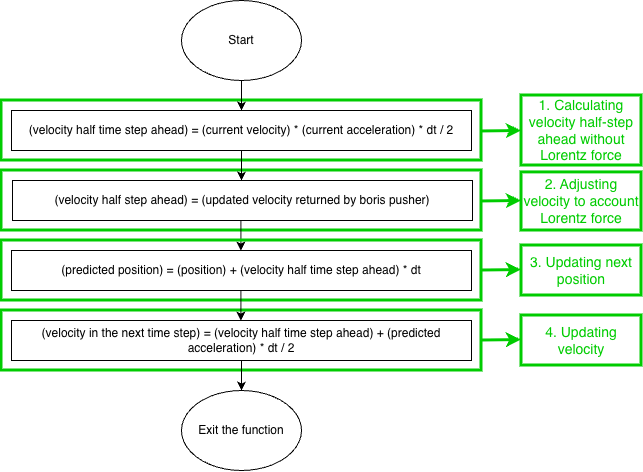 Start
(velocity half time step ahead) = (current velocity) * (current acceleration) * dt / 2
1. Calculating
velocity half-step
ahead without
Lorentz force
(velocity half step ahead) = (updated velocity returned by boris pusher)
2. Adjusting
velocity to account
Lorentz force
(predicted position) = (position) + (velocity half time step ahead) * dt
3. Updating next
position
(velocity in the next time step) = (velocity half time step ahead) + (predicted
acceleration) * dt / 2
4. Updating
velocity
Exit the function